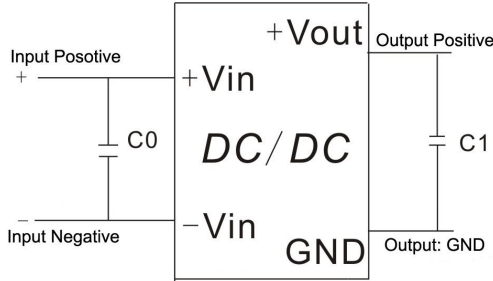 +Vout
Output Positive
Input Posotive
+
+Vin
C0
DC/DC
C1
−
−Vin
Input Negative
GND
Output: GND